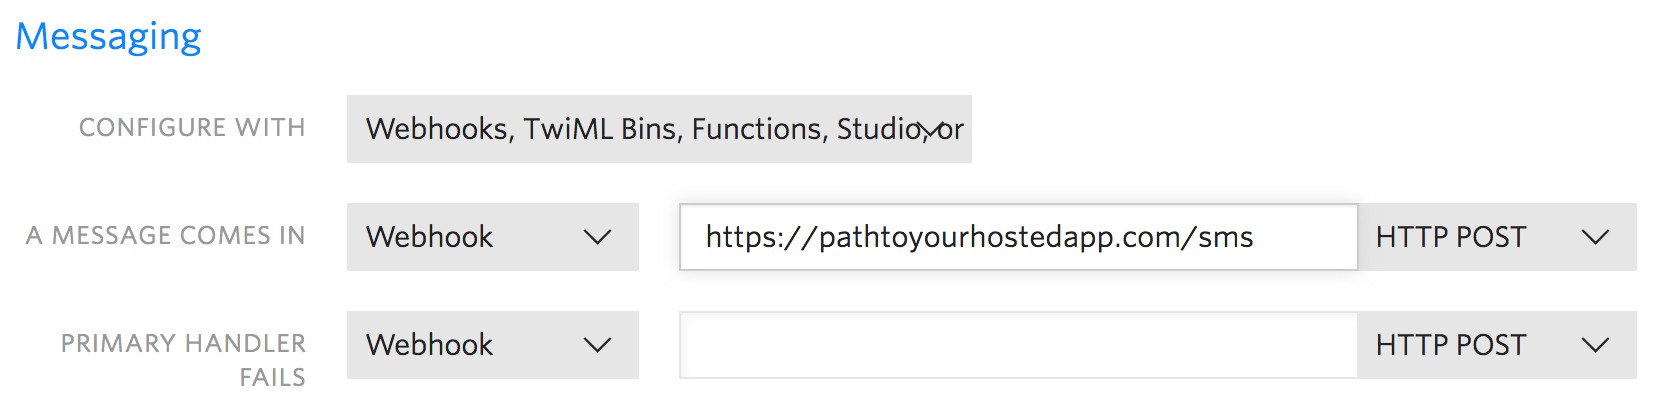 Messaging
CONFIGURE WITH Webhooks, TwiML Bins, Functions, Studio, or
A MESSAGE COMES IN Webhook https://pathtoyourhostedapp.com/sms HTTP POST
PRIMARY HANDLER Webhook HTTP POST
FAILS